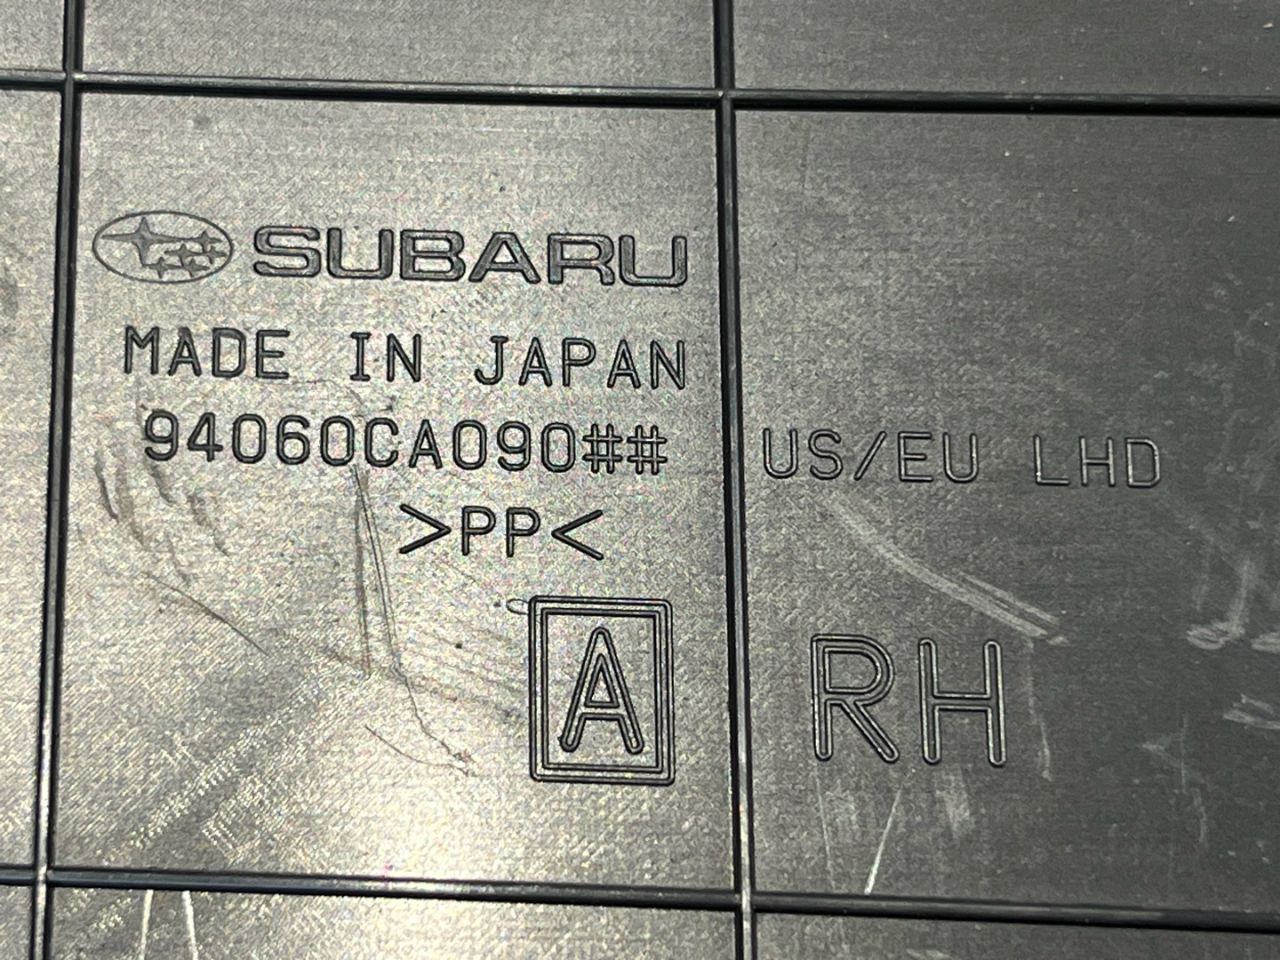 SUBARU
MADE IN JAPAN
94060CA090##
US/EU LHD
>PP<
A
RH